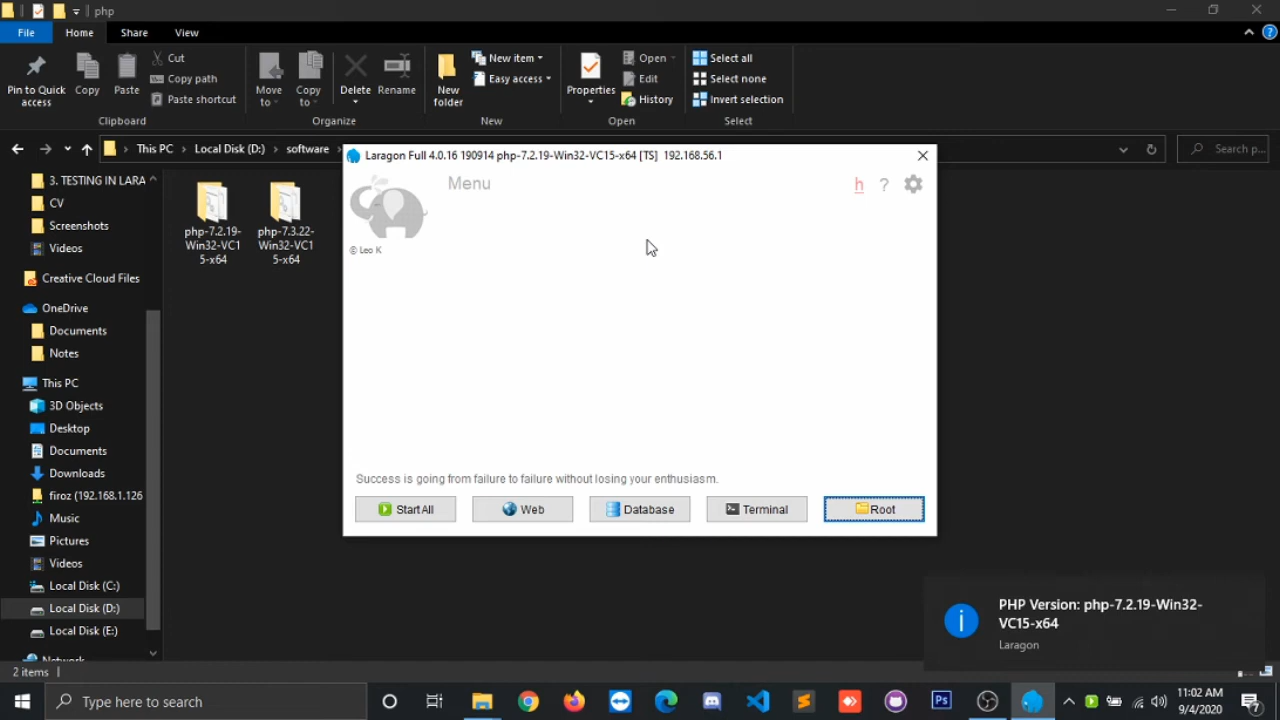 php
File
Home
Share
View
Pin to Quick
access
Copy
Paste
Cut
Copy path
Paste shortcut
Clipboard
Move
to
Copy
to
Delete
Rename
Organize
New
folder
New item
Easy access
New
Properties
Open
Edit
History
Open
Select all
Select none
Invert selection
Select
This PC
Local Disk (D:)
software
Search p...
3. TESTING IN LARA
CV
Screenshots
Videos
Creative Cloud Files
OneDrive
Documents
Notes
This PC
3D Objects
Desktop
Documents
Downloads
firoz (192.168.1.126
Music
Pictures
Videos
Local Disk (C:)
Local Disk (D:)
Local Disk (E:)
Network
2 items
php-7.2.19-
Win32-VC1
5-x64
php-7.3.22-
Win32-VC1
5-x64
Laragon Full 4.0.16 190914 php-7.2.19-Win32-VC15-x64 [TS] 192.168.56.1
Menu
h
?
© Leo K
Success is going from failure to failure without losing your enthusiasm.
Start All
Web
Database
Terminal
Root
PHP Version: php-7.2.19-Win32-
VC15-x64
Laragon
Type here to search
Ps
11:02 AM
9/4/2020
7